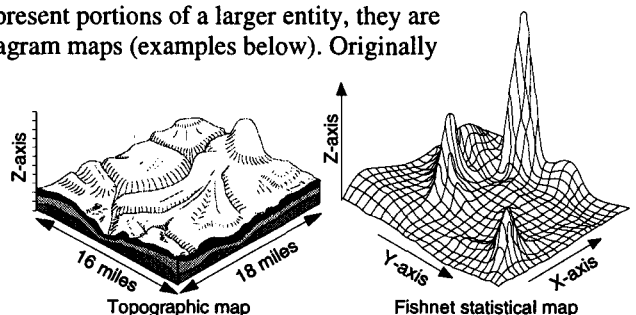 present portions of a larger entity, they are
agram maps (examples below). Originally
Z-axis
16 miles
18 miles
Topographic map
Z-axis
Y-axis
X-axis
Fishnet statistical map